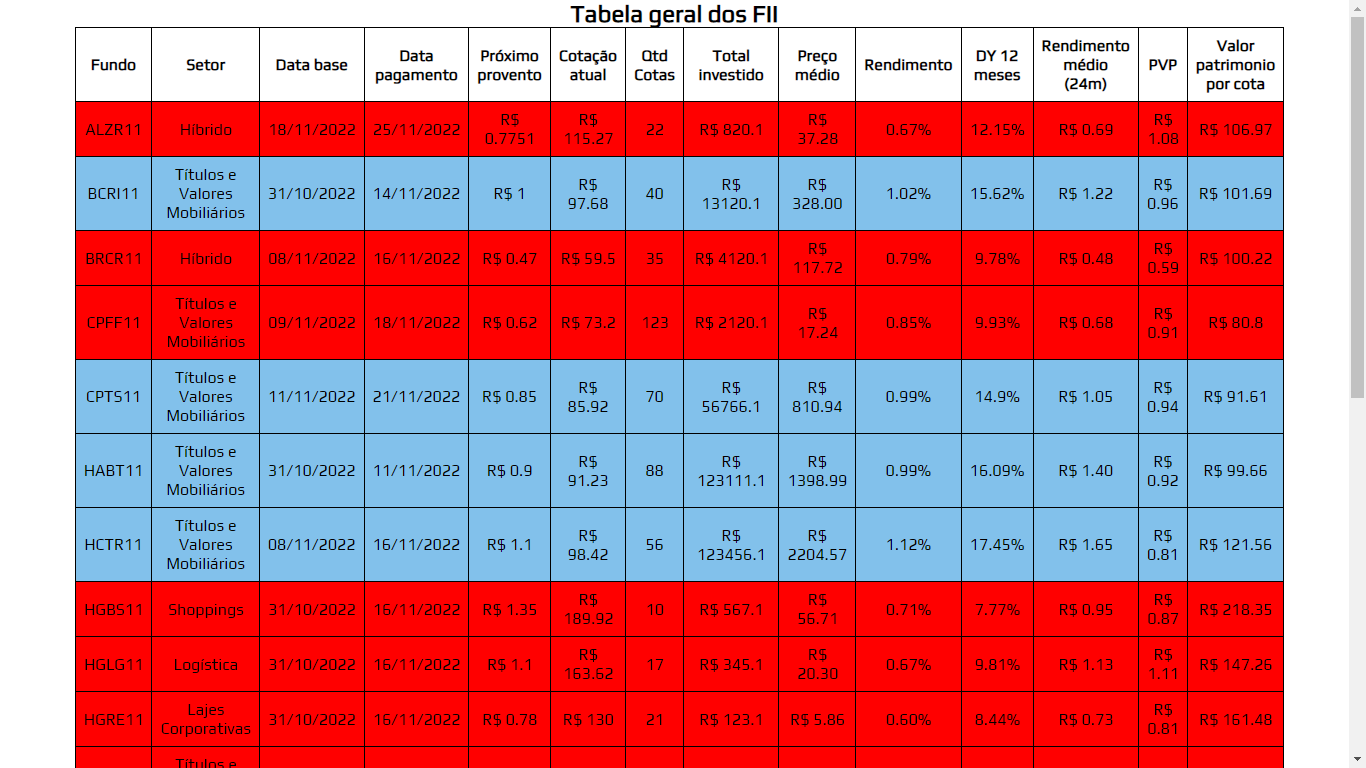 Tabela geral dos FII
Fundo Setor Data base Data pagamento Próximo provento Cotação atual Qtd Cotas Total investido Preço médio Rendimento DY 12 meses Rendimento médio (24m) PVP Valor patrimonio por cota
ALZR11 Híbrido 18/11/2022 25/11/2022 R$ 0.7751 R$ 115.27 22 R$ 820.1 R$ 37.28 0.67% 12.15% R$ 0.69 R$ 1.08 R$ 106.97
BCRI11 Títulos e Valores Mobiliários 31/10/2022 14/11/2022 R$ 1 R$ 97.68 40 R$ 13120.1 R$ 328.00 1.02% 15.62% R$ 1.22 R$ 0.96 R$ 101.69
BRCR11 Híbrido 08/11/2022 16/11/2022 R$ 0.47 R$ 59.5 35 R$ 4120.1 R$ 117.72 0.79% 9.78% R$ 0.48 R$ 0.59 R$ 100.22
CPFF11 Títulos e Valores Mobiliários 09/11/2022 18/11/2022 R$ 0.62 R$ 73.2 123 R$ 2120.1 R$ 17.24 0.85% 9.93% R$ 0.68 R$ 0.91 R$ 80.8
CPTS11 Títulos e Valores Mobiliários 11/11/2022 21/11/2022 R$ 0.85 R$ 85.92 70 R$ 56766.1 R$ 810.94 0.99% 14.9% R$ 1.05 R$ 0.94 R$ 91.61
HABT11 Títulos e Valores Mobiliários 31/10/2022 11/11/2022 R$ 0.9 R$ 91.23 88 R$ 123111.1 R$ 1398.99 0.99% 16.09% R$ 1.40 R$ 0.92 R$ 99.66
HCTR11 Títulos e Valores Mobiliários 08/11/2022 16/11/2022 R$ 1.1 R$ 98.42 56 R$ 123456.1 R$ 2204.57 1.12% 17.45% R$ 1.65 R$ 0.81 R$ 121.56
HGBS11 Shoppings 31/10/2022 16/11/2022 R$ 1.35 R$ 189.92 10 R$ 567.1 R$ 56.71 0.71% 7.77% R$ 0.95 R$ 0.87 R$ 218.35
HGLG11 Logística 31/10/2022 16/11/2022 R$ 1.1 R$ 163.62 17 R$ 345.1 R$ 20.30 0.67% 9.81% R$ 1.13 R$ 1.11 R$ 147.26
HGRE11 Lajes Corporativas 31/10/2022 16/11/2022 R$ 0.78 R$ 130 21 R$ 123.1 R$ 5.86 0.60% 8.44% R$ 0.73 R$ 0.81 R$ 161.48
Títulos e